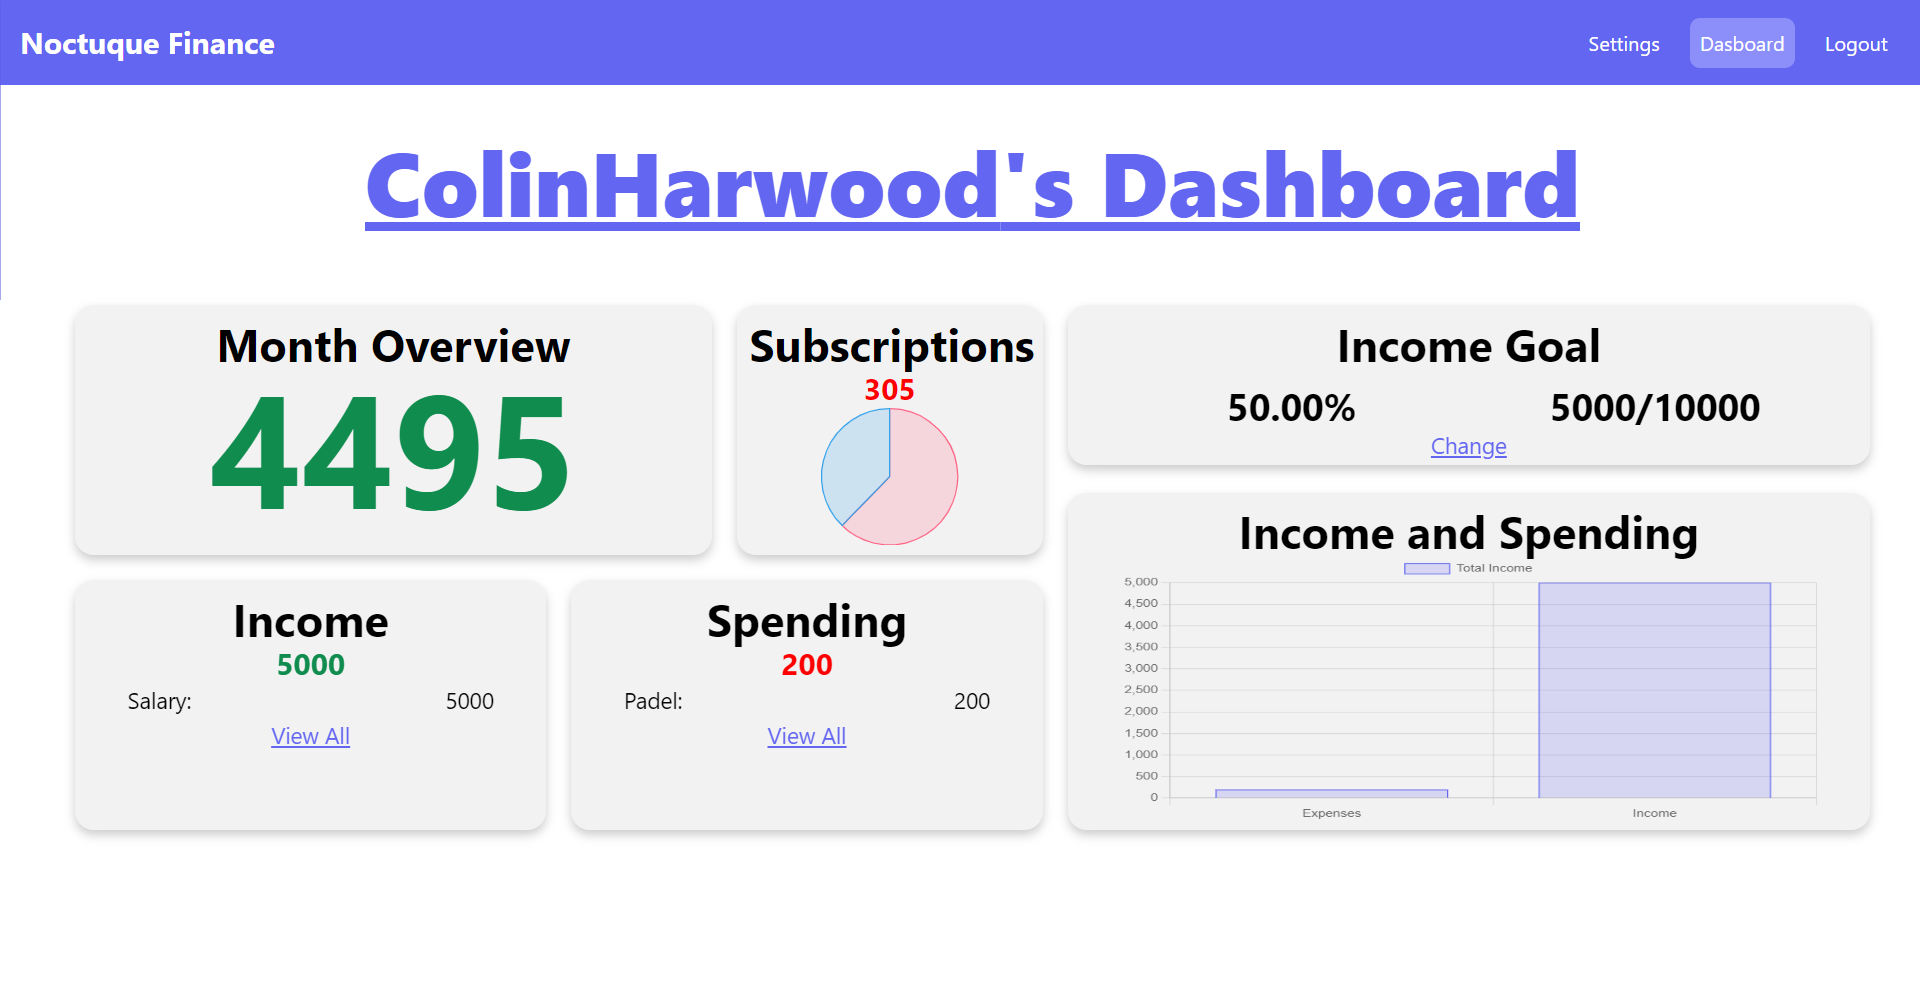 Noctuque Finance
Settings
Dasboard
Logout
ColinHarwood's Dashboard
Month Overview
4495
Subscriptions
305
Income Goal
50.00%
5000/10000
Change
Income
5000
Salary:
5000
View All
Spending
200
Padel:
200
View All
Income and Spending
Total Income
5,000
4,500
4,000
3,500
3,000
2,500
2,000
1,500
1,000
500
0
Expenses
Income